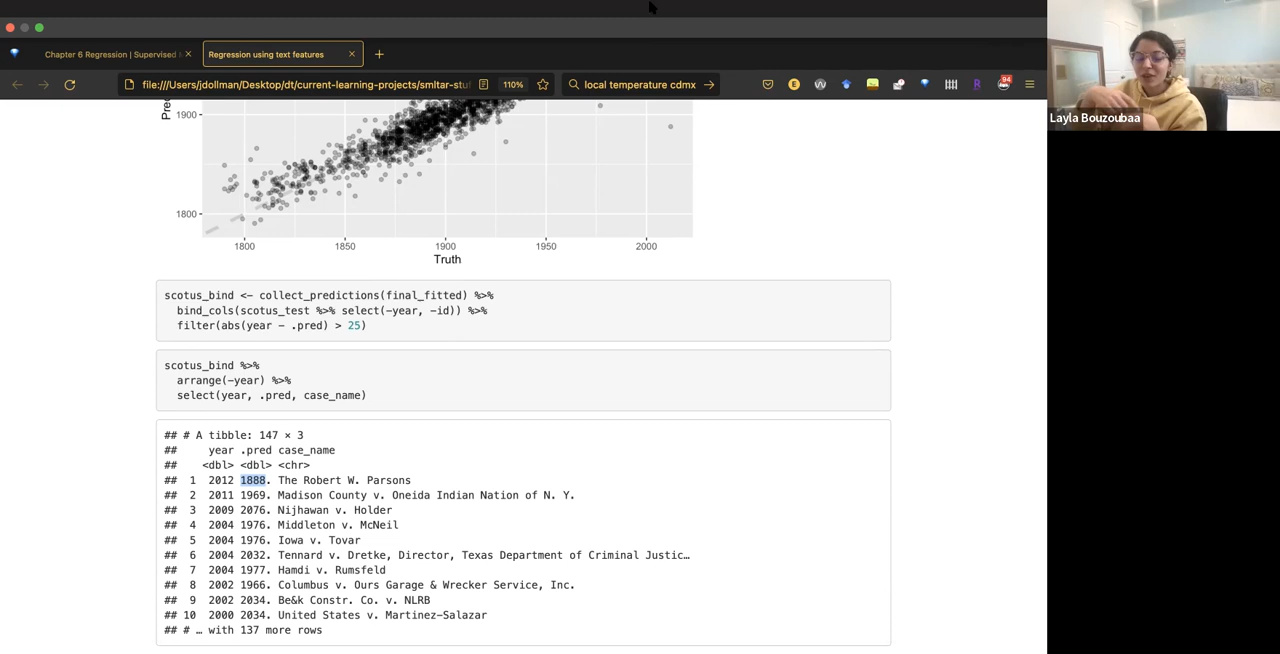 Chapter 6 Regression | Supervised
Regression using text features
file:///Users/jdollman/Desktop/dt/current-learning-projects/smltar-stu
110%
local temperature cdmx
94
Layla Bouzoubaa
Pre
1900
1800
1800 1850 1900 1950 2000
Truth
scotus_bind <- collect_predictions(final_fitted) %>%
bind_cols(scotus_test %>% select(-year, -id)) %>%
filter(abs(year - .pred) > 25)
scotus_bind %>%
arrange(-year) %>%
select(year, .pred, case_name)
## # A tibble: 147 × 3
## year .pred case_name
## <dbl> <dbl> <chr>
## 1 2012 1888. The Robert W. Parsons
## 2 2011 1969. Madison County v. Oneida Indian Nation of N. Y.
## 3 2009 2076. Nijhawan v. Holder
## 4 2004 1976. Middleton v. McNeil
## 5 2004 1976. Iowa v. Tovar
## 6 2004 2032. Tennard v. Dretke, Director, Texas Department of Criminal Justic…
## 7 2004 1977. Hamdi v. Rumsfeld
## 8 2002 1966. Columbus v. Ours Garage & Wrecker Service, Inc.
## 9 2002 2034. Be&k Constr. Co. v. NLRB
## 10 2000 2034. United States v. Martinez-Salazar
## # … with 137 more rows